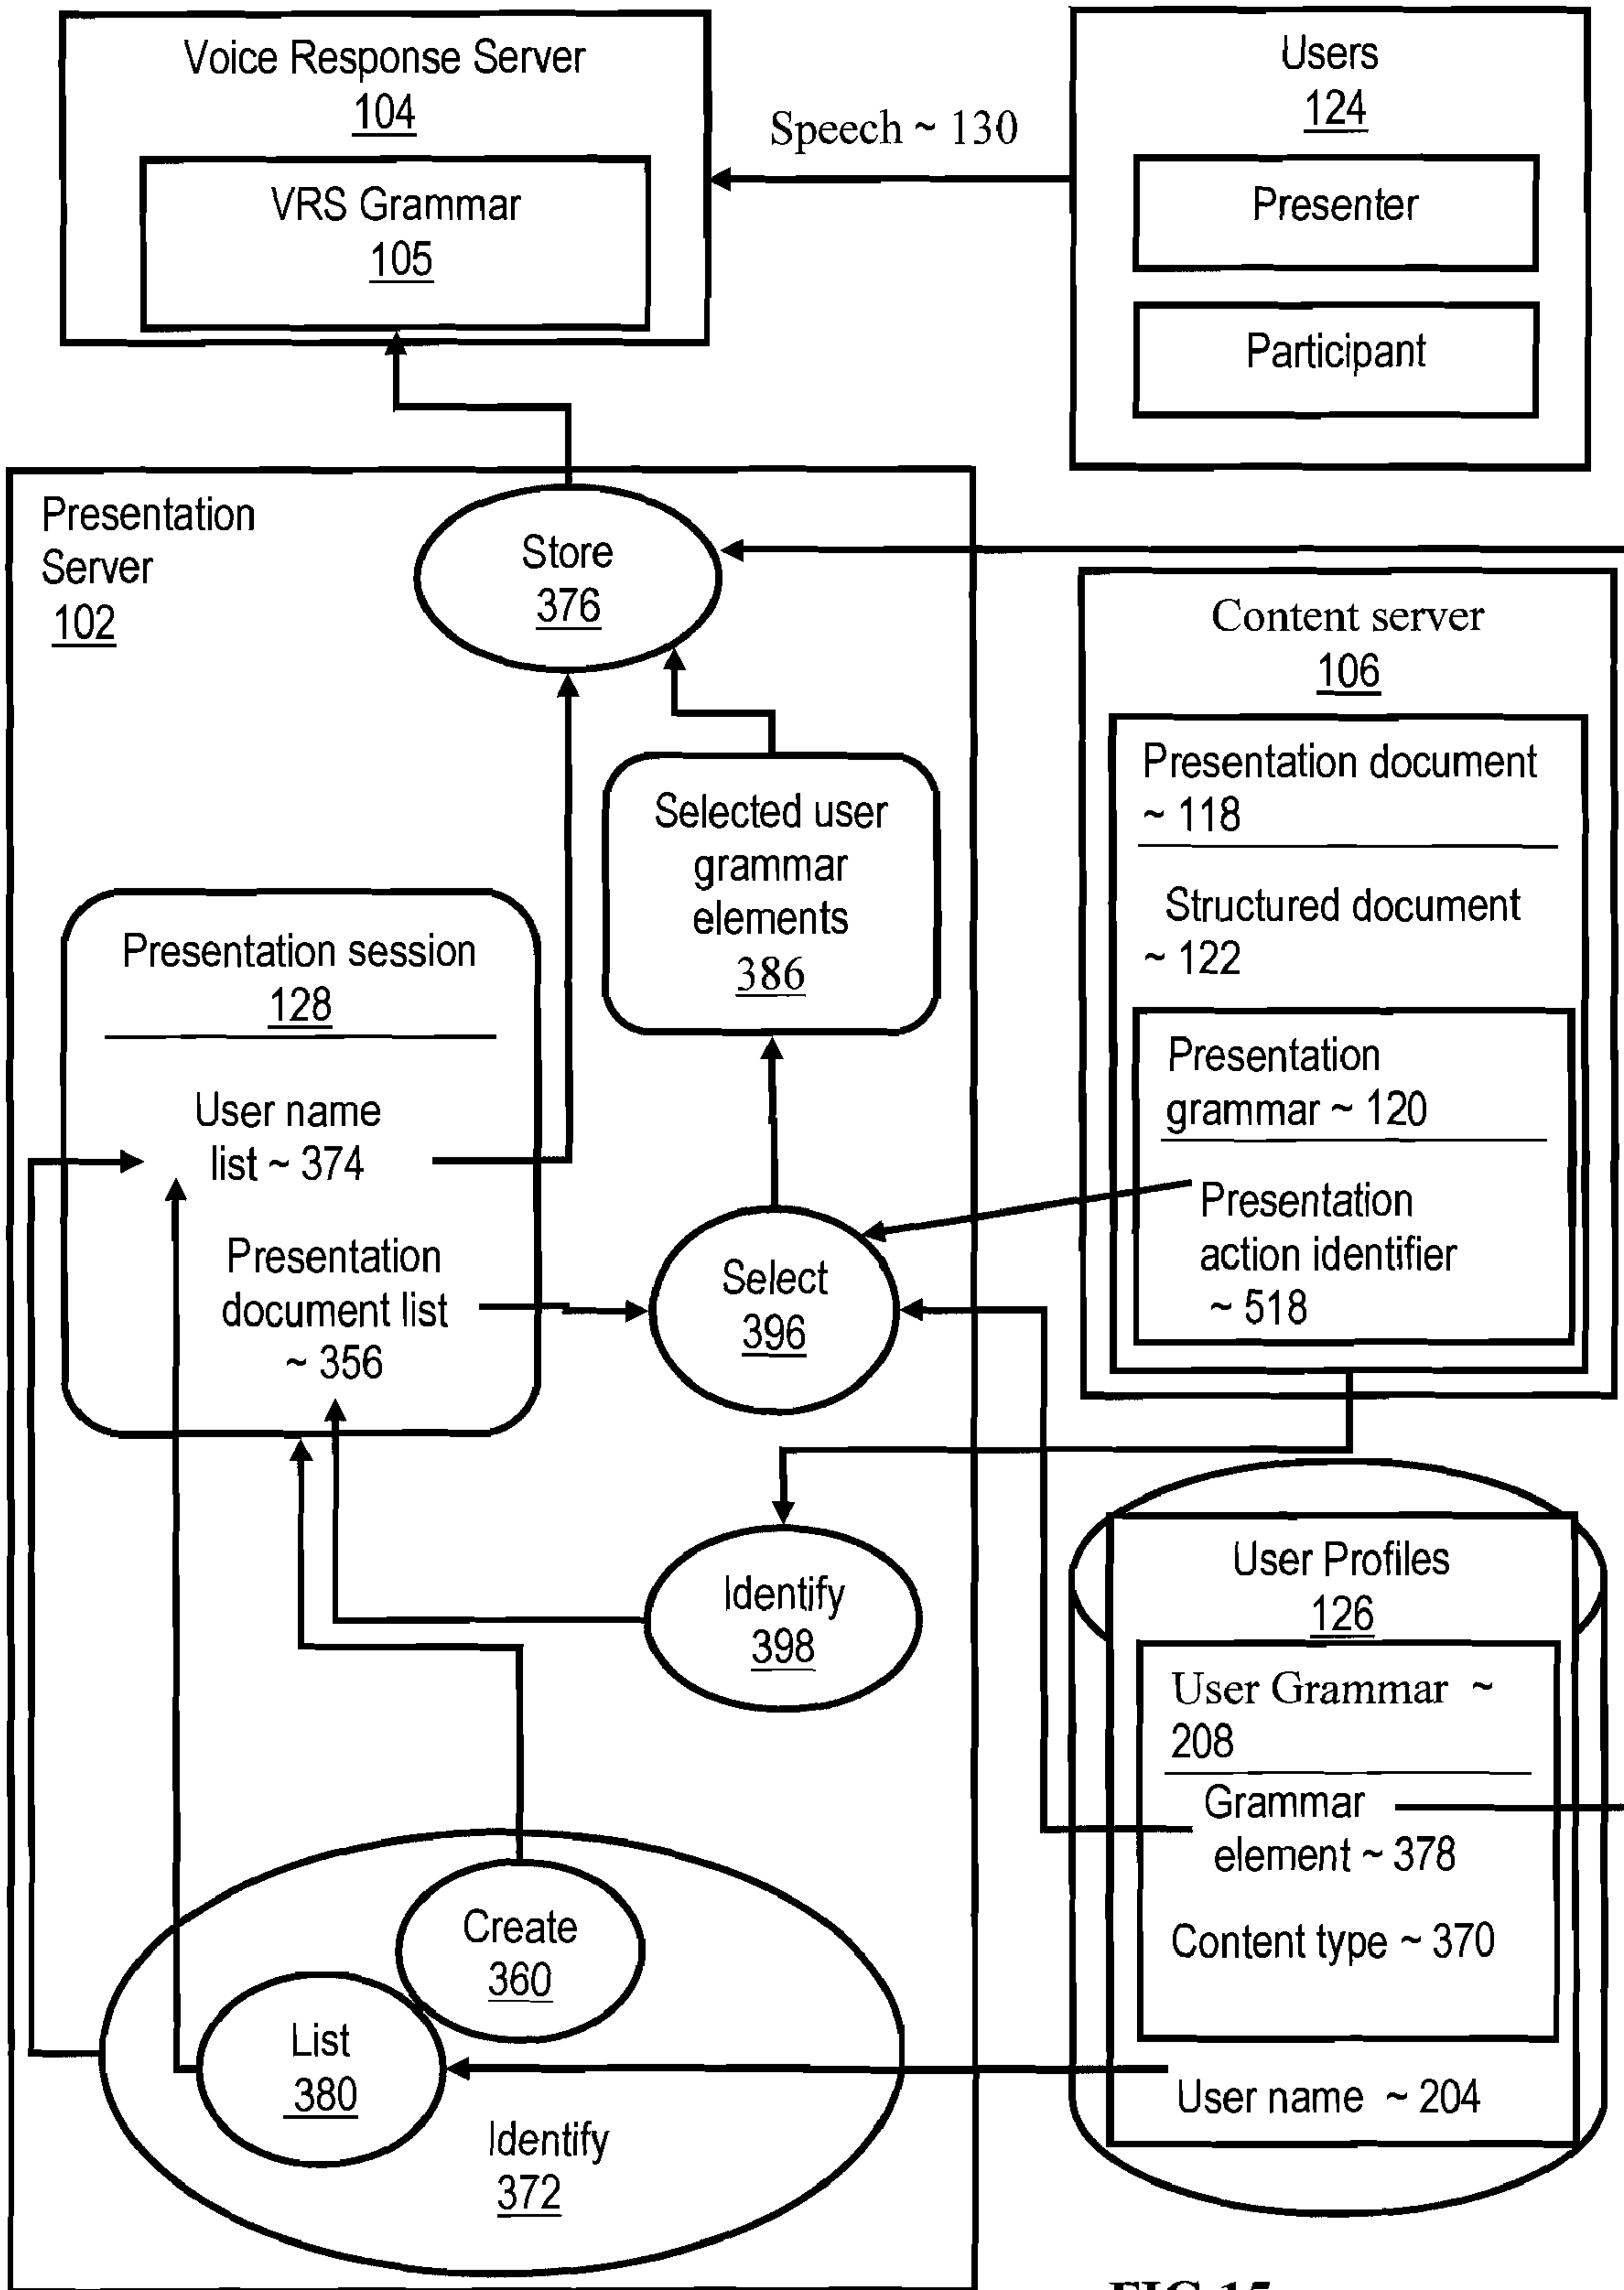 Voice Response Server
104
VRS Grammar
105
Speech ~ 130
Users
124
Presenter
Participant
Presentation
Server
102
Store
376
Selected user
grammar
elements
386
Presentation session
128
User name
list ~ 374
Presentation
document list
~ 356
Select
396
Identify
398
Create
360
List
380
Identify
372
Content server
106
Presentation document
~ 118
Structured document
~ 122
Presentation
grammar ~ 120
Presentation
action identifier
~ 518
User Profiles
126
User Grammar ~
208
Grammar
element ~ 378
Content type ~ 370
User name ~ 204
FIG 15